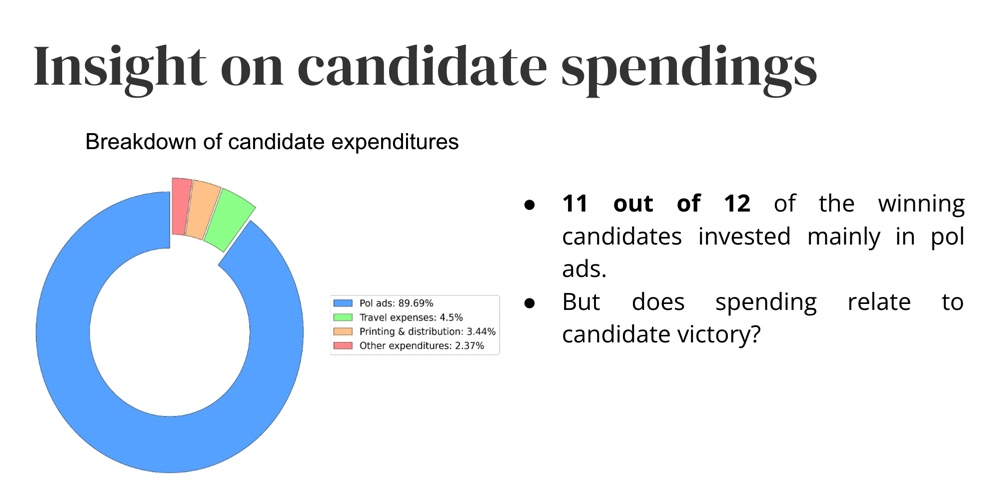 Insight on candidate spendings
Breakdown of candidate expenditures
Pol ads: 89.69%
Travel expenses: 4.5%
Printing & distribution: 3.44%
Other expenditures: 2.37%
● 11 out of 12 of the winning
candidates invested mainly in pol
ads.
● But does spending relate to
candidate victory?